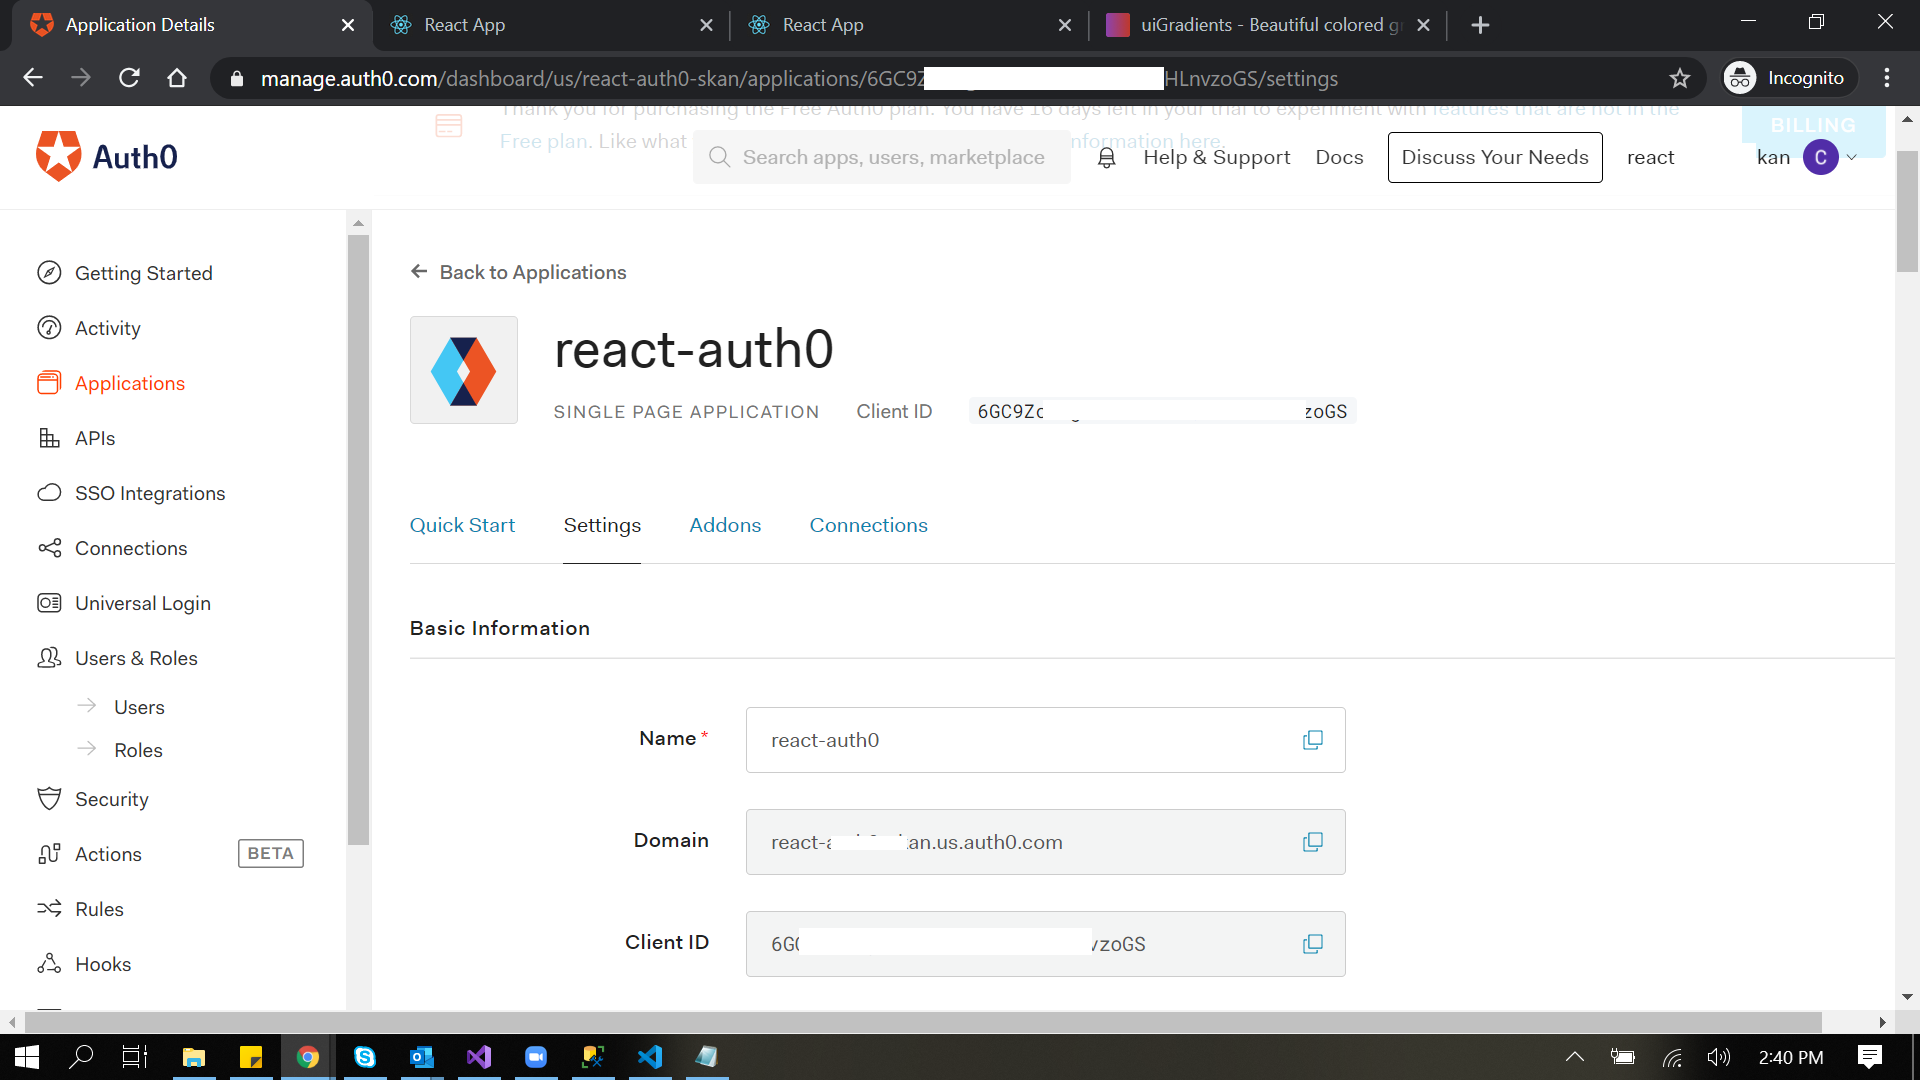 Application Details
React App
React App
uiGradients - Beautiful colored g
manage.auth0.com/dashboard/us/react-auth0-skan/applications/6GC9Z HLnvzoGS/settings
Incognito
Thank you for purchasing the Free Auth0 plan. You have 16 days left in your trial to experiment with features that are not in the
Free plan. Like what information here.
BILLING
Auth0
Search apps, users, marketplace
Help & Support
Docs
Discuss Your Needs
react kan
C
Getting Started
Activity
Applications
APIs
SSO Integrations
Connections
Universal Login
Users & Roles
Users
Roles
Security
Actions
BETA
Rules
Hooks
Back to Applications
react-auth0
SINGLE PAGE APPLICATION
Client ID
6GC9Z zoGS
Quick Start
Settings
Addons
Connections
Basic Information
Name *
react-auth0
Domain
react- an.us.auth0.com
Client ID
6G vzoGS
2:40 PM